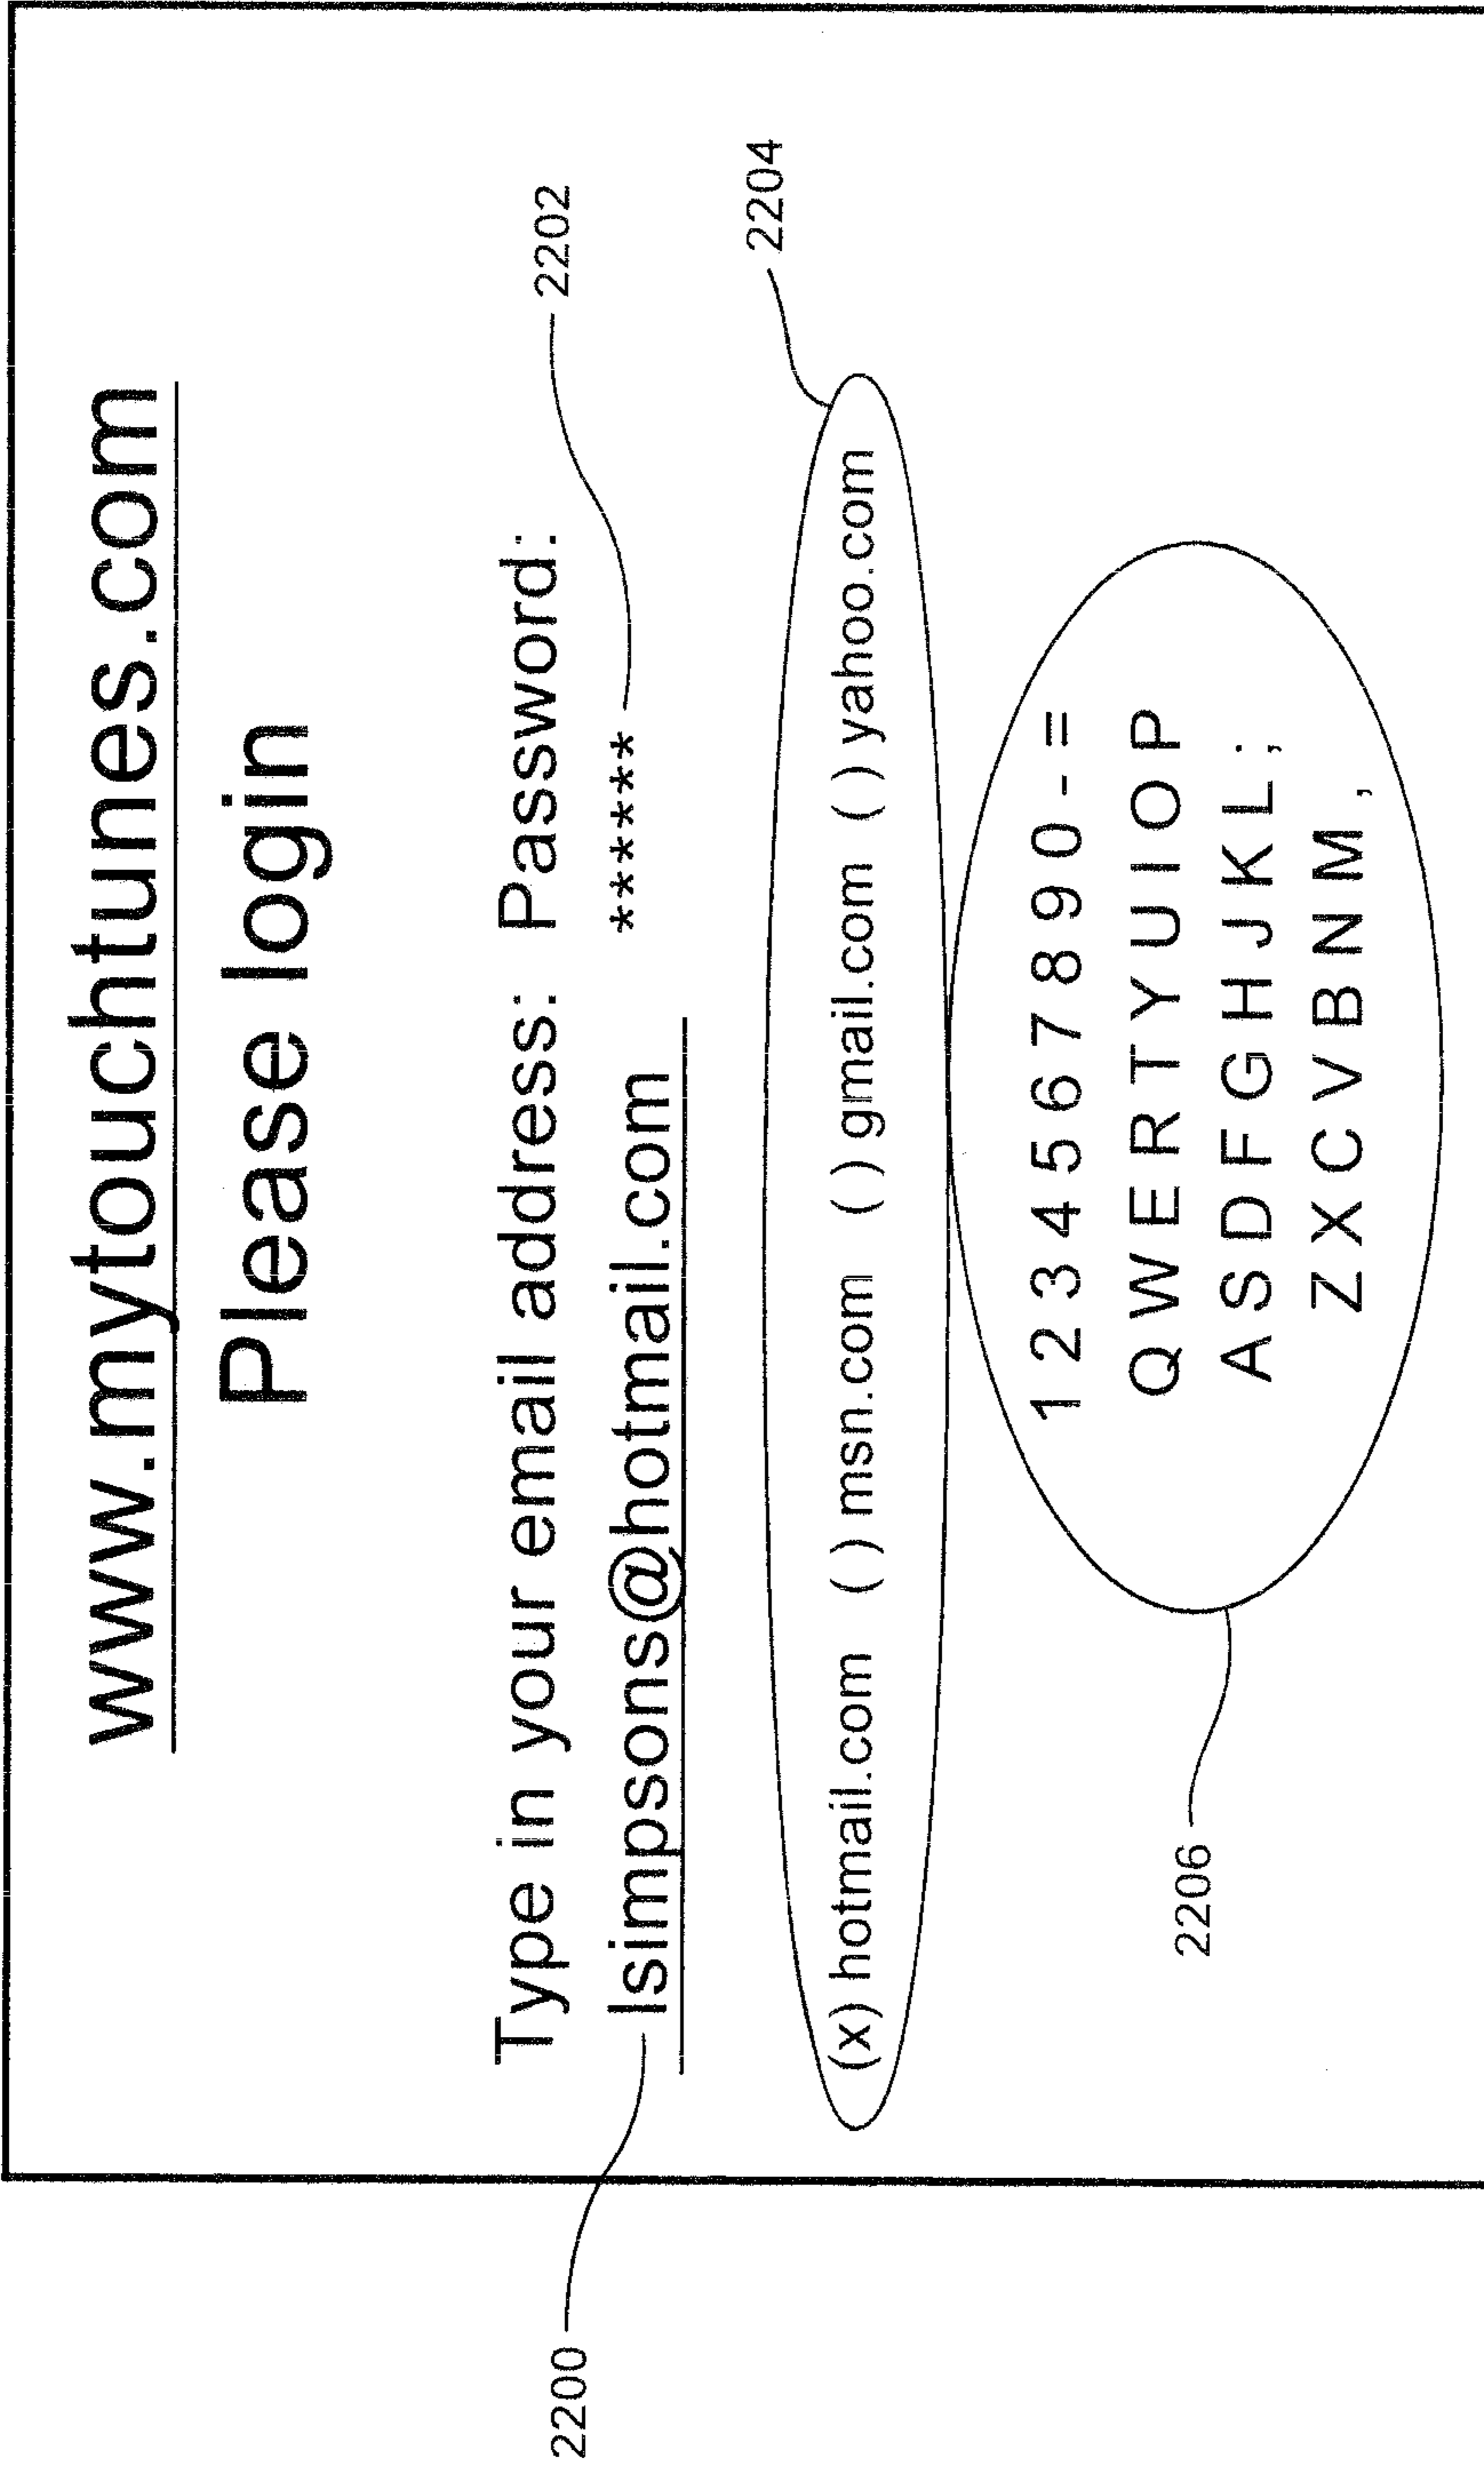 www.mytouchtunes.com
Please login
2202
Type in your email address: Password:
2200
lsimpsons@hotmail.com ******
2204
(x) hotmail.com ( ) msn.com ( ) gmail.com ( ) yahoo.com
1 2 3 4 5 6 7 8 9 0 - =
Q W E R T Y U I O P
2206
A S D F G H J K L ;
Z X C V B N M ,